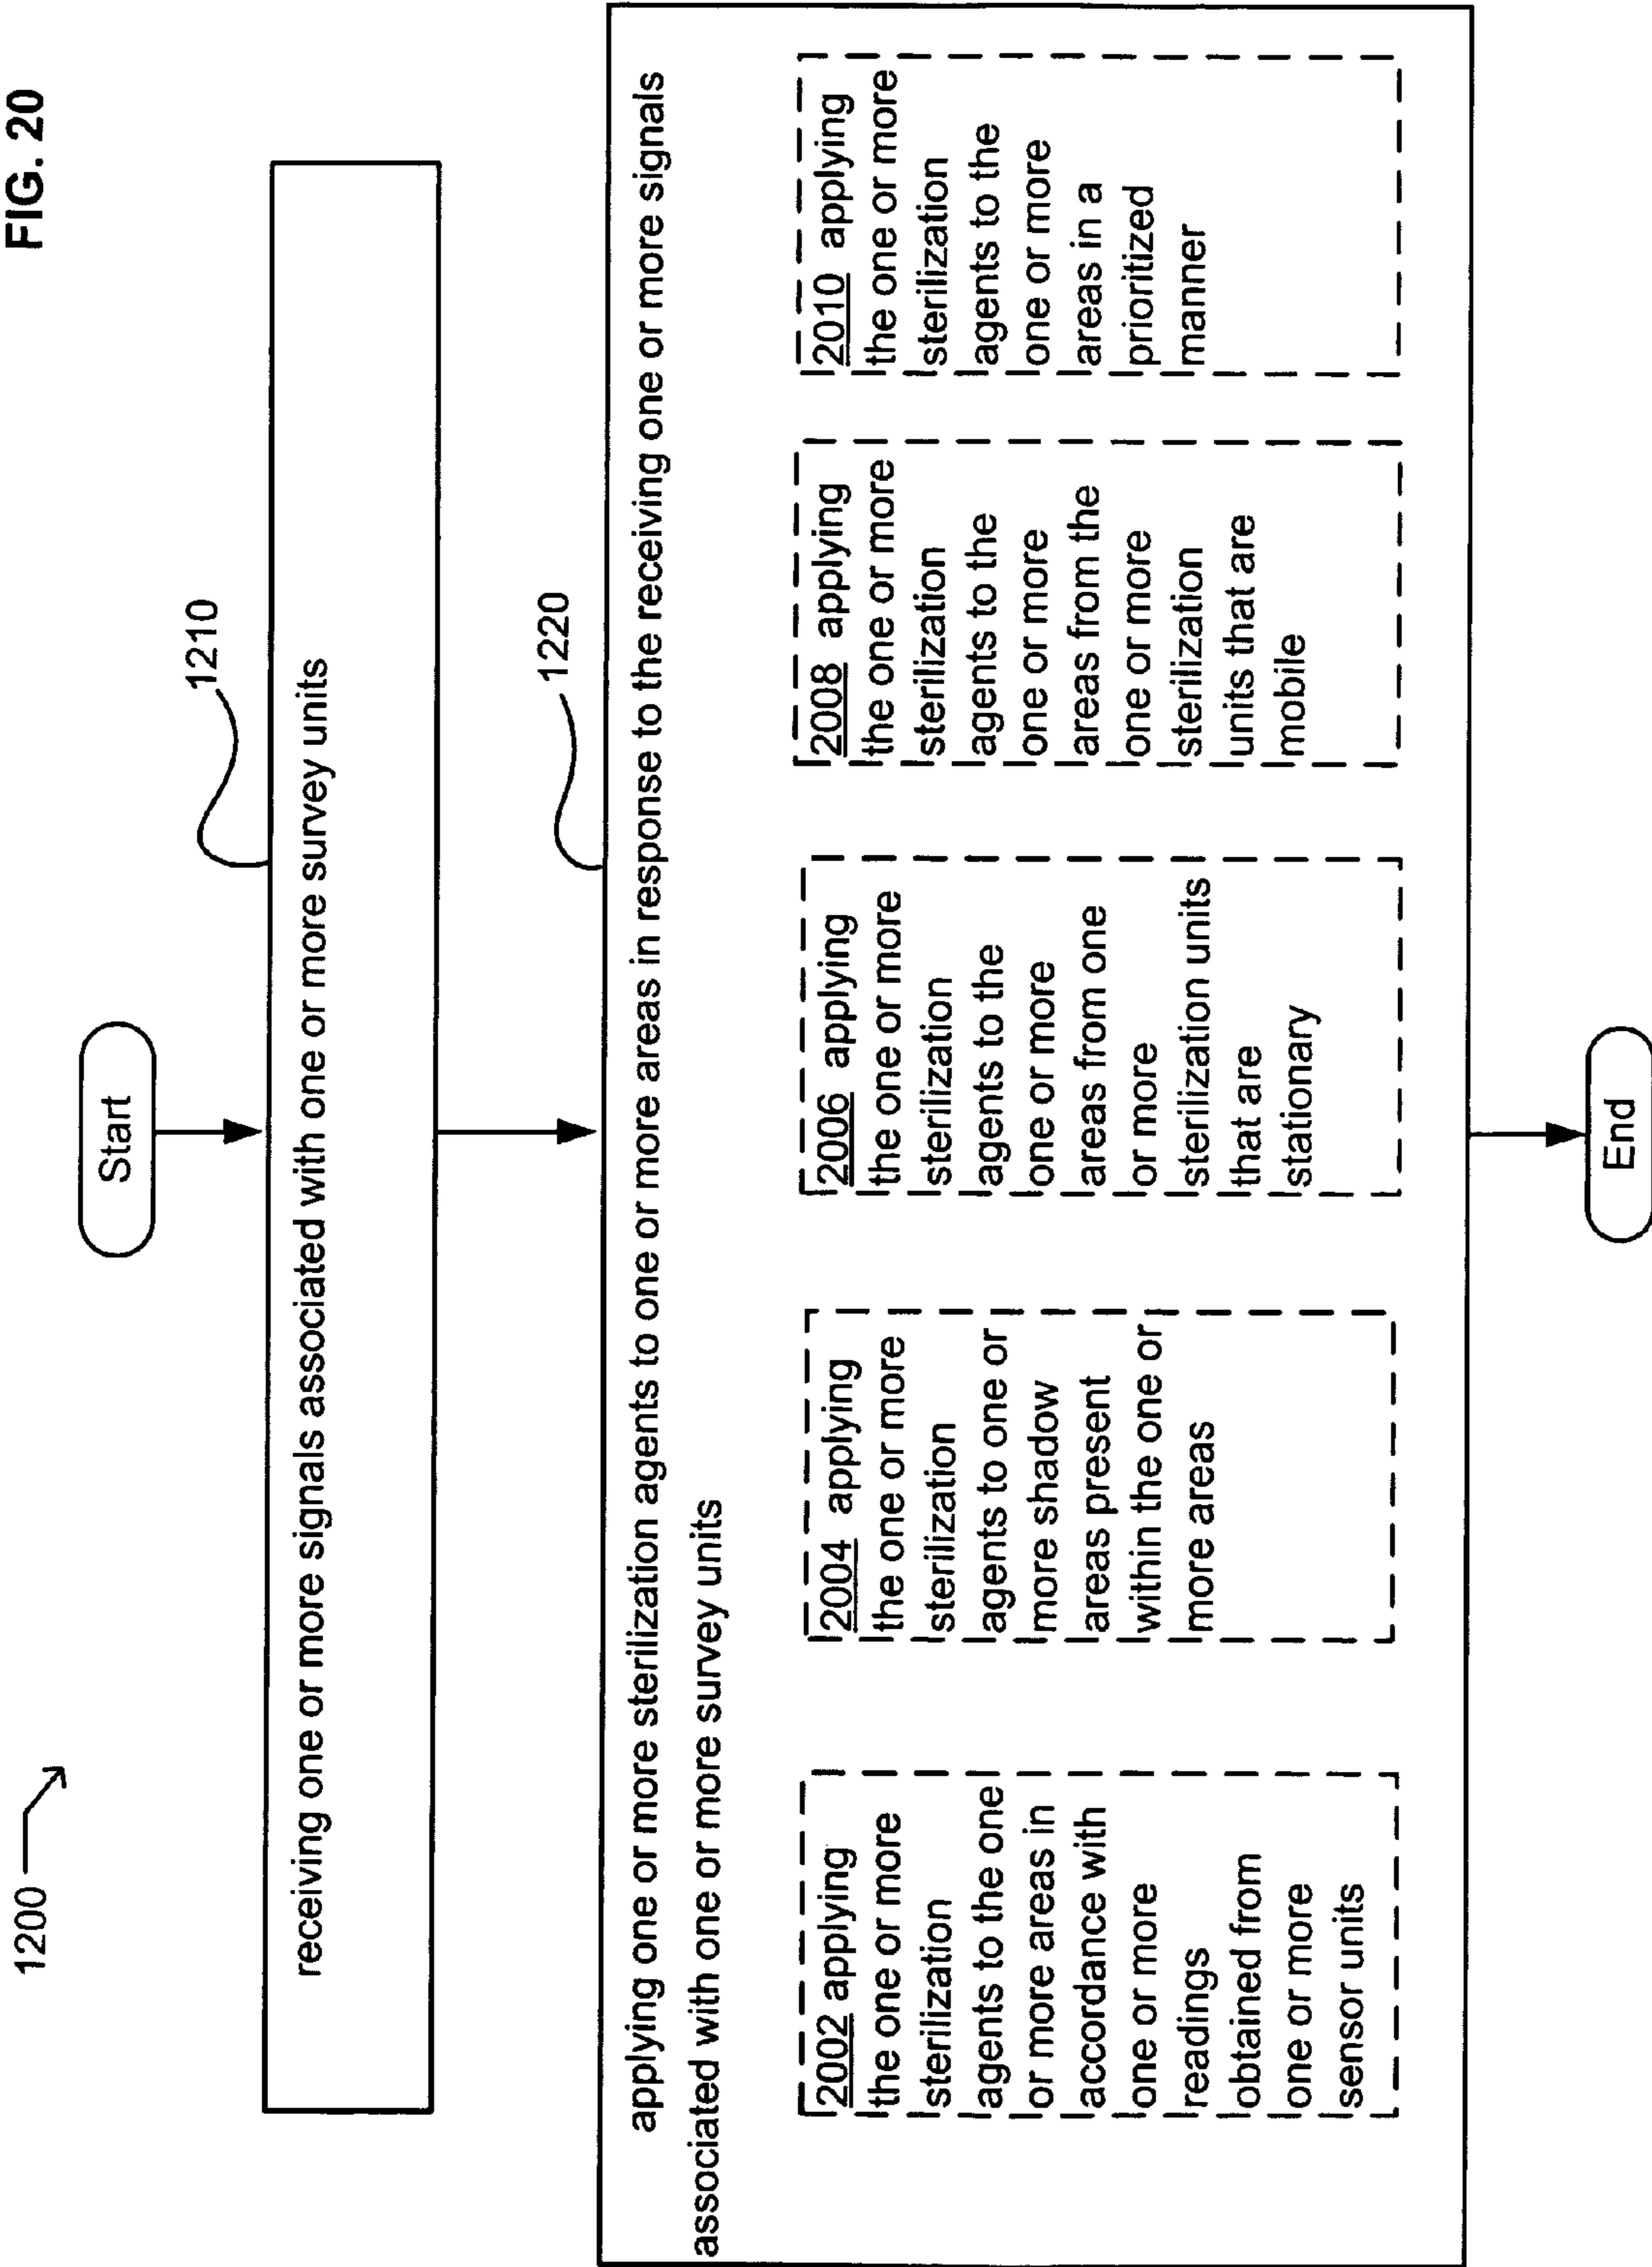 FIG. 20
1200
Start
1210
receiving one or more signals associated with one or more survey units
1220
applying one or more sterilization agents to one or more areas in response to the receiving one or more signals
associated with one or more survey units
2002 applying
the one or more
sterilization
agents to the one
or more areas in
accordance with
one or more
readings
obtained from
one or more
sensor units
2004 applying
the one or more
sterilization
agents to one or
more shadow
areas present
within the one or
more areas
2006 applying
the one or more
sterilization
agents to the
one or more
areas from one
or more
sterilization units
that are
stationary
2008 applying
the one or more
sterilization
agents to the
one or more
areas from the
one or more
sterilization
units that are
mobile
2010 applying
the one or more
sterilization
agents to the
one or more
areas in a
prioritized
manner
End